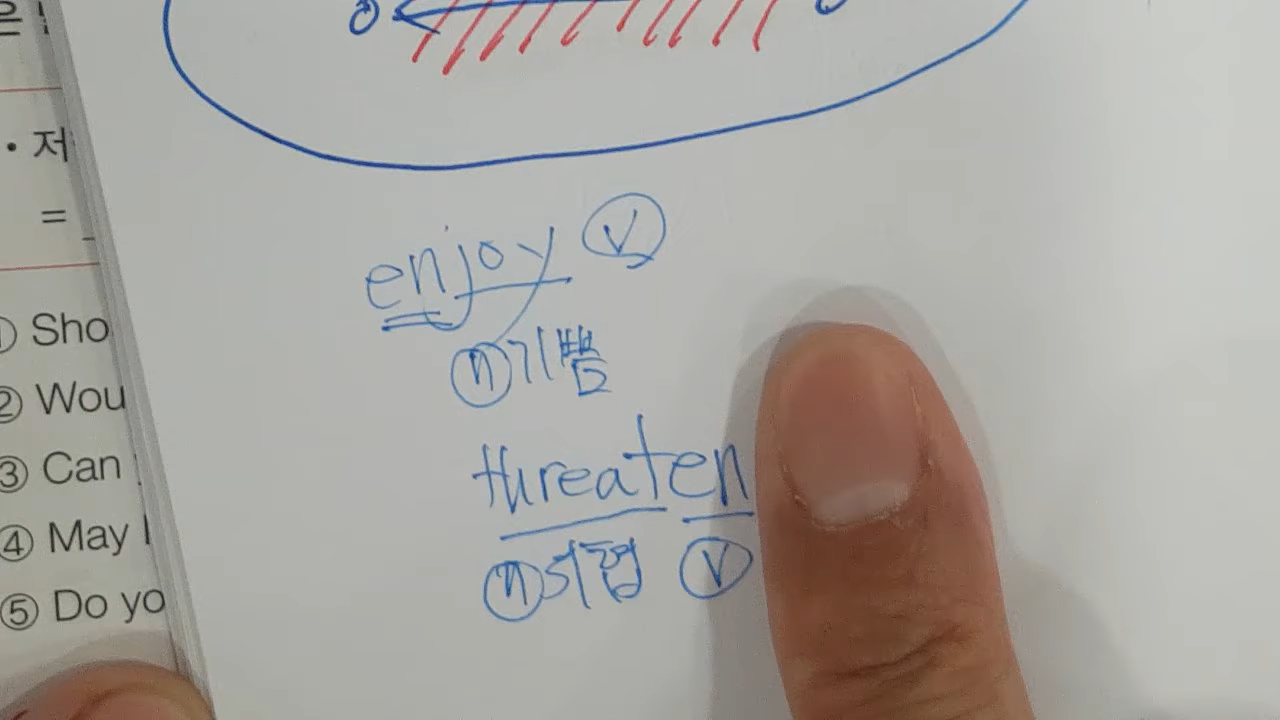 · 저
=
① Sho
② Wou
③ Can
④ May I
⑤ Do yo
enjoy Ⓥ
ⓝ기쁨
threaten
ⓝ위협 Ⓥ